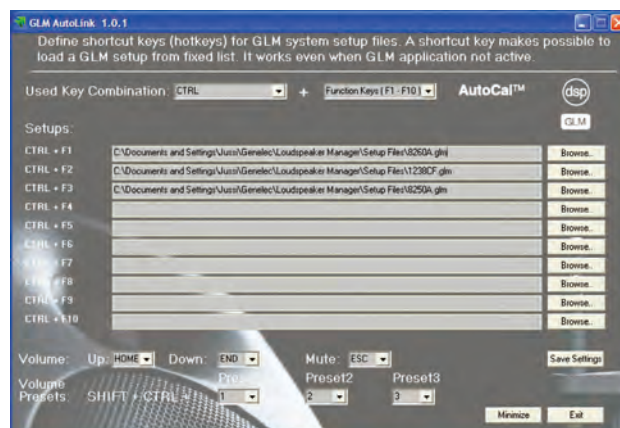 GLM AutoLink 1.0.1
Define shortcut keys (hotkeys) for GLM system setup files. A shortcut key makes possible to
load a GLM setup from fixed list. It works even when GLM application not active.
Used Key Combination: CTRL + Function Keys ( F1 - F10 ) AutoCal™ dsp
Setups: GLM
CTRL + F1 C:\Documents and Settings\Jussi\Genelec\Loudspeaker Manager\Setup Files\8260A.glm Browse..
CTRL + F2 C:\Documents and Settings\Jussi\Genelec\Loudspeaker Manager\Setup Files\1238CF.glm Browse..
CTRL + F3 C:\Documents and Settings\Jussi\Genelec\Loudspeaker Manager\Setup Files\8250A.glm Browse..
CTRL + F4 Browse..
CTRL + F5 Browse..
CTRL + F6 Browse..
CTRL + F7 Browse..
CTRL + F8 Browse..
CTRL + F9 Browse..
CTRL + F10 Browse..
Volume: Up: HOME Down: END Mute: ESC Save Settings
Preset2 Preset3
Volume
Presets: SHIFT + CTRL + 1 2 3
Minimize Exit